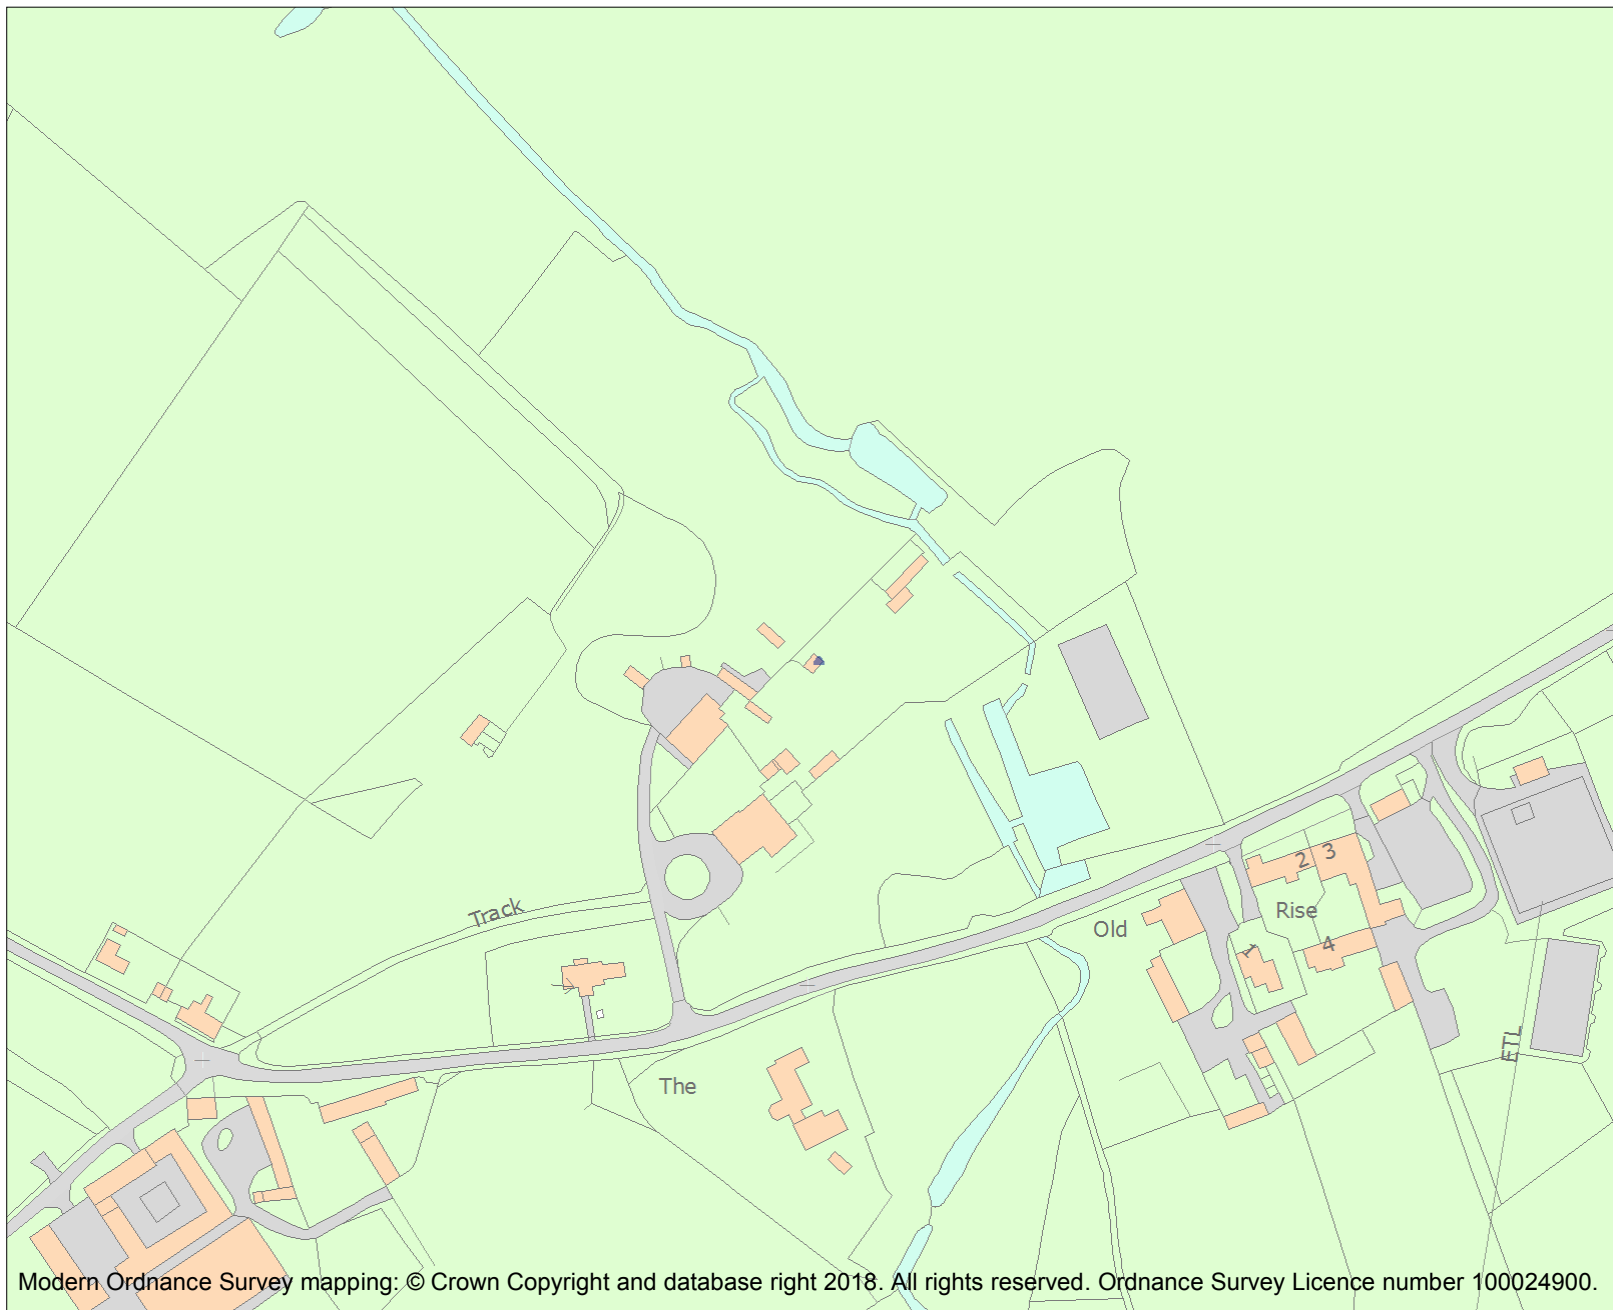 2 3
Track
Rise
Old
1
4
ETL
The
Modern Ordnance Survey mapping: © Crown Copyright and database right 2018. All rights reserved. Ordnance Survey Licence number 100024900.